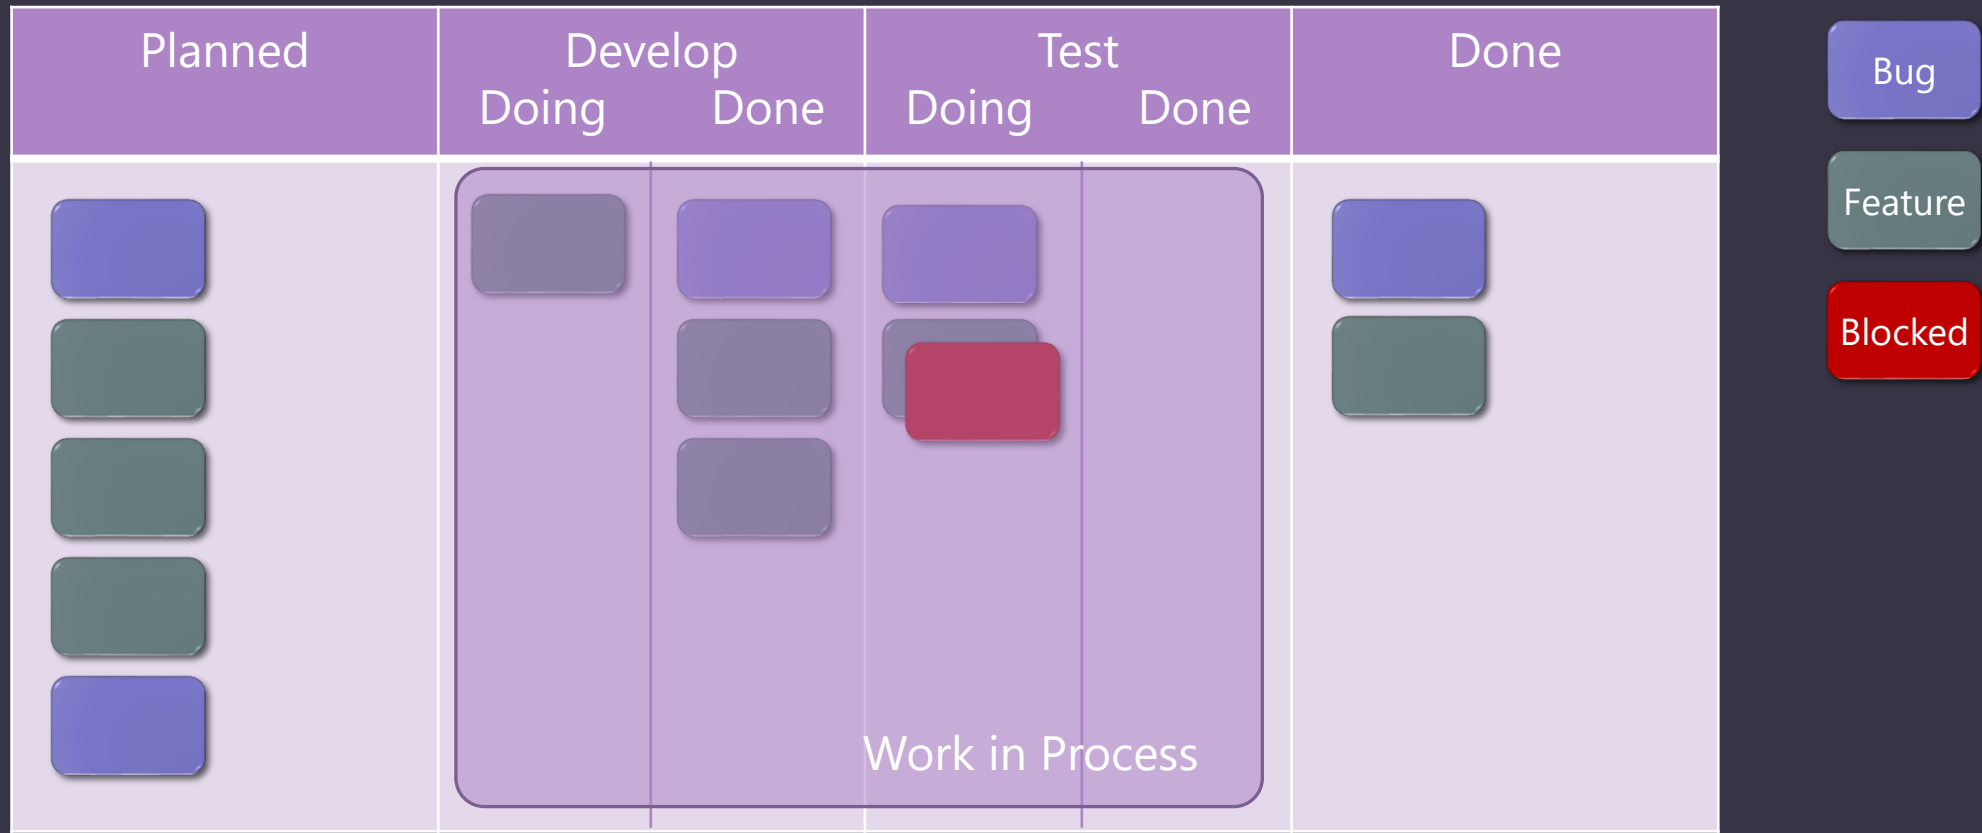 Planned
Develop
Doing Done
Test
Doing Done
Done
Work in Process
Bug
Feature
Blocked